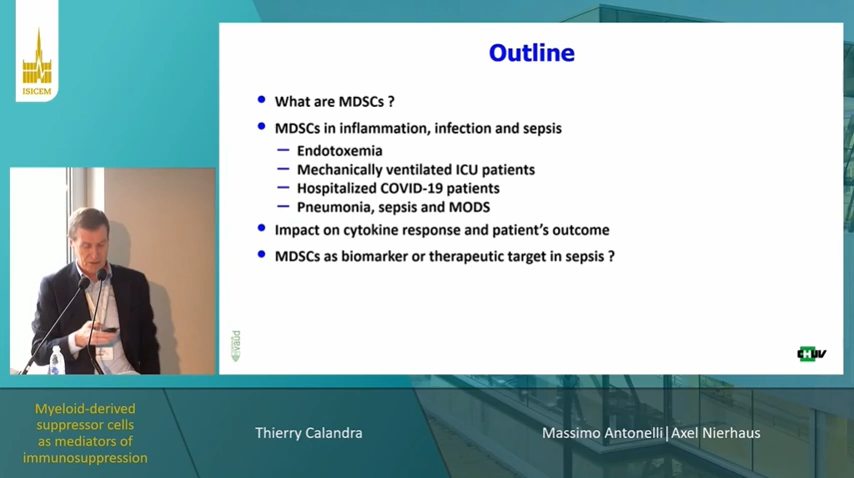 ISICEM
Outline
• What are MDSCs ?
• MDSCs in inflammation, infection and sepsis
– Endotoxemia
– Mechanically ventilated ICU patients
– Hospitalized COVID-19 patients
– Pneumonia, sepsis and MODS
• Impact on cytokine response and patient's outcome
• MDSCs as biomarker or therapeutic target in sepsis ?
vaud
CHUV
Myeloid-derived
suppressor cells
as mediators of
immunosuppression
Thierry Calandra
Massimo Antonelli|Axel Nierhaus